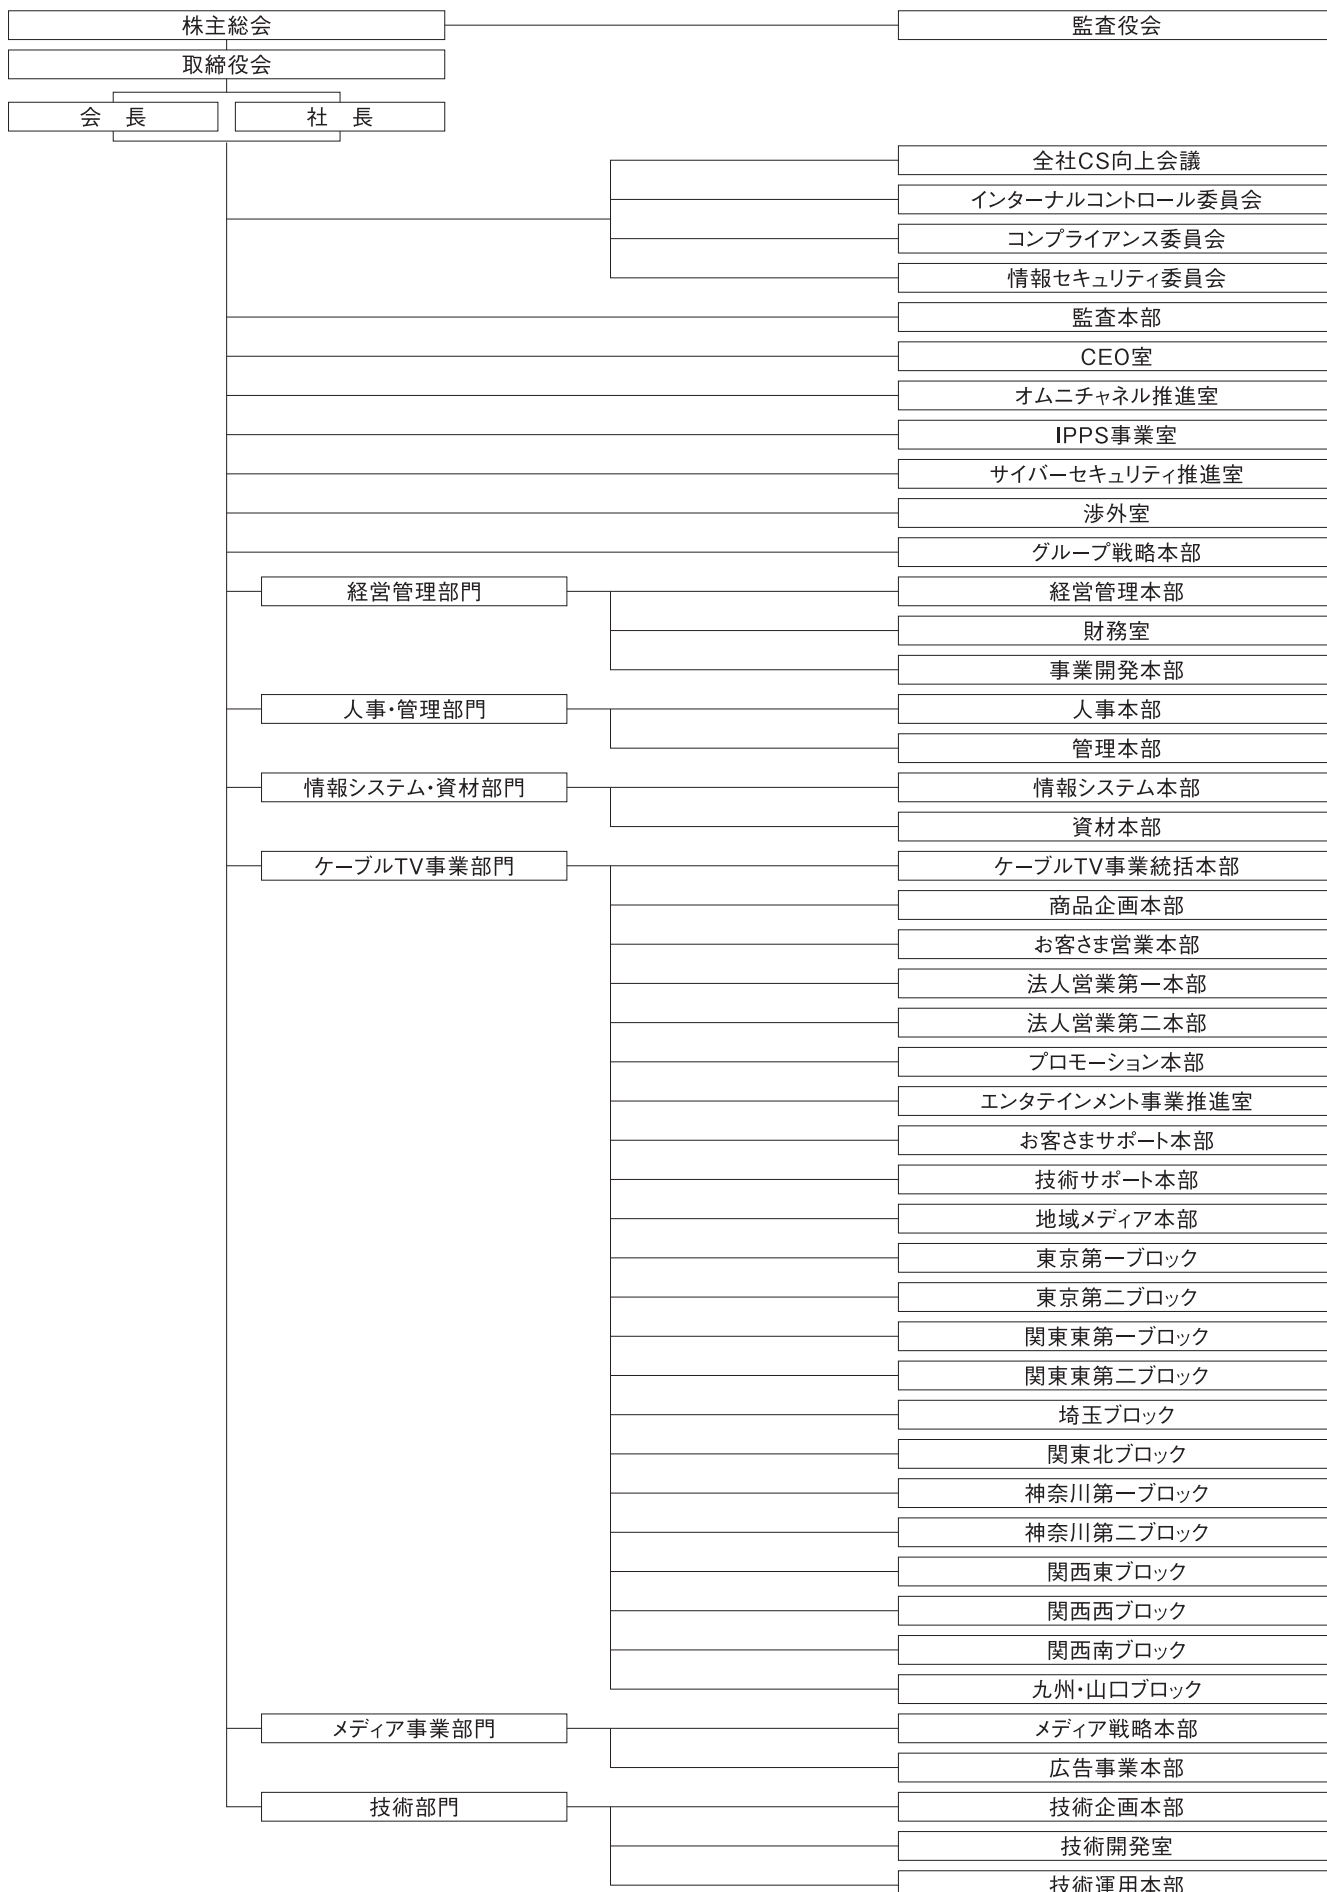 株主総会
監査役会
取締役会
会　長
社　長
全社CS向上会議
インターナルコントロール委員会
コンプライアンス委員会
情報セキュリティ委員会
監査本部
CEO室
オムニチャネル推進室
IPPS事業室
サイバーセキュリティ推進室
渉外室
グループ戦略本部
経営管理部門
経営管理本部
財務室
事業開発本部
人事・管理部門
人事本部
管理本部
情報システム・資材部門
情報システム本部
資材本部
ケーブルTV事業部門
ケーブルTV事業統括本部
商品企画本部
お客さま営業本部
法人営業第一本部
法人営業第二本部
プロモーション本部
エンタテインメント事業推進室
お客さまサポート本部
技術サポート本部
地域メディア本部
東京第一ブロック
東京第二ブロック
関東東第一ブロック
関東東第二ブロック
埼玉ブロック
関東北ブロック
神奈川第一ブロック
神奈川第二ブロック
関西東ブロック
関西西ブロック
関西南ブロック
九州・山口ブロック
メディア事業部門
メディア戦略本部
広告事業本部
技術部門
技術企画本部
技術開発室
技術運用本部